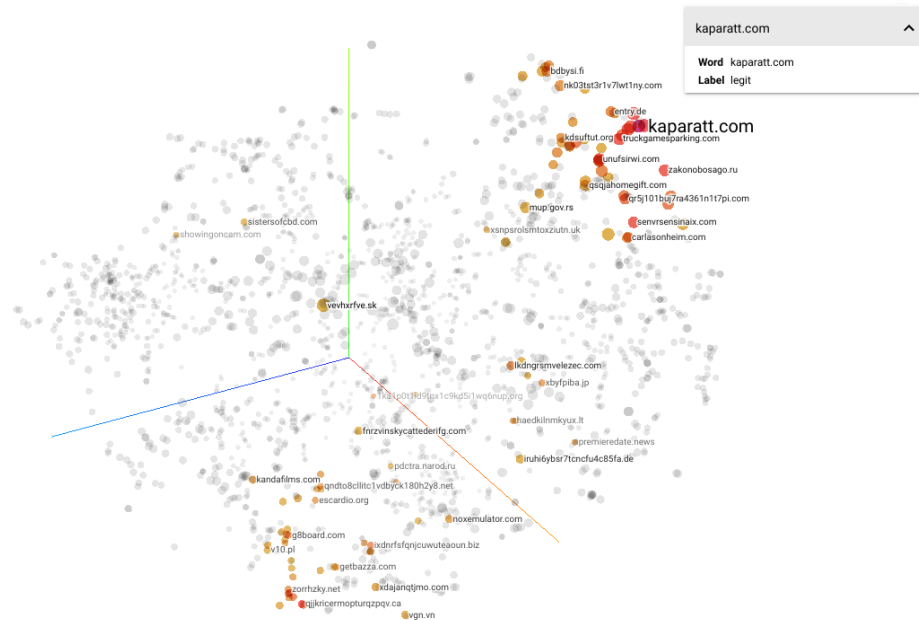 kaparatt.com
Word kaparatt.com
Label legit
bdbysi.fi
nk03tst3r1v7lwt1ny.com
entry.de
kaparatt.com
kdsuftut.org
truckgamesparking.com
unufsirwi.com
zakonobosago.ru
qsqjahomegift.com
qr5j101buj7ra4361n1t7pi.com
mup.gov.rs
sistersofcbd.com
senvrsensinaix.com
showingoncam.com
xsnpsrolsmtoxziutn.uk
carlasonheim.com
vevhxrfve.sk
lkdngrsmvelezec.com
xbyfpiba.jp
haedkilnmkyux.lt
fnrzvinskycattederifg.com
premieredate.news
iruhi6ybsr7tcncfu4c85fa.de
pdctra.narod.ru
kandafilms.com
qndto8cllitc1vdbyck180h2y8.net
escardio.org
noxemulator.com
g8board.com
ixdnrfsfqnjcuwuteaoun.biz
v10.pl
getbazza.com
zorrhzky.net
xdajanqtjmo.com
qjjkricermopturqzpqv.ca
vgn.vn